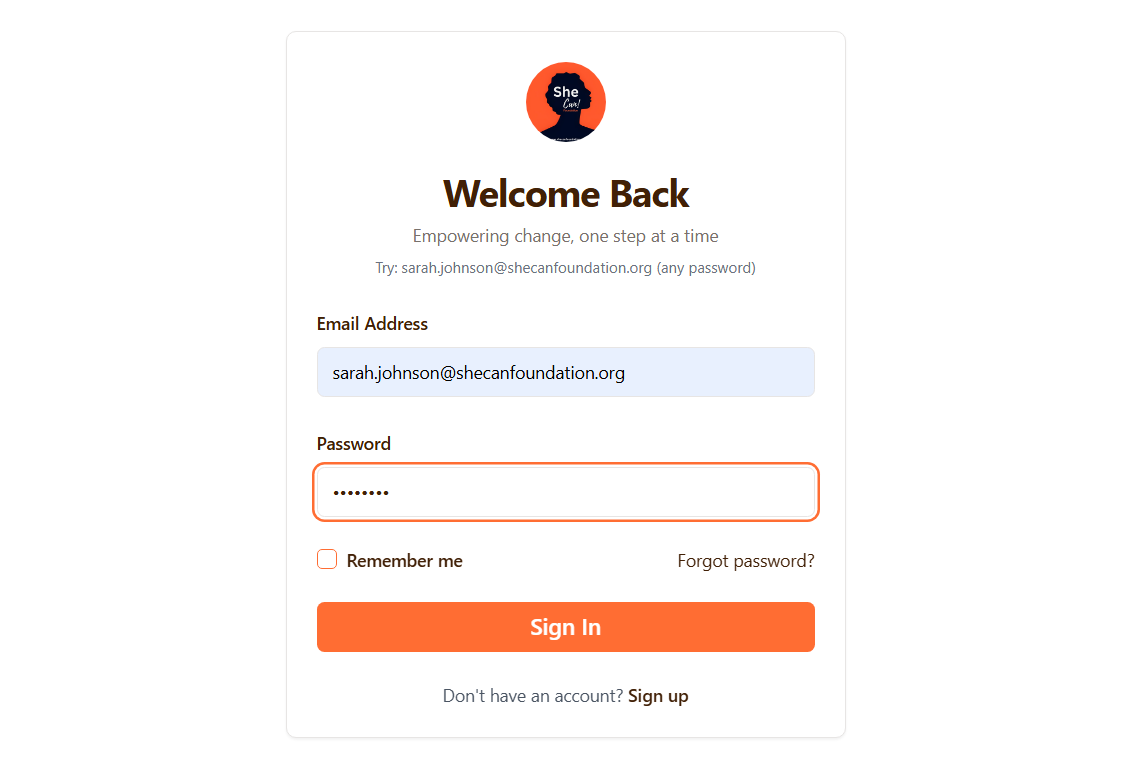 She
Can!
Foundation
Welcome Back
Empowering change, one step at a time
Try: sarah.johnson@shecanfoundation.org (any password)
Email Address
sarah.johnson@shecanfoundation.org
Password
••••••••
Remember me
Forgot password?
Sign In
Don't have an account? Sign up